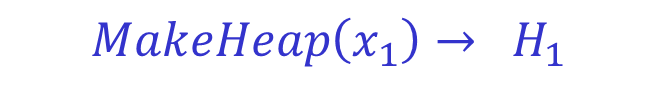 MakeHeap(x₁) → H₁